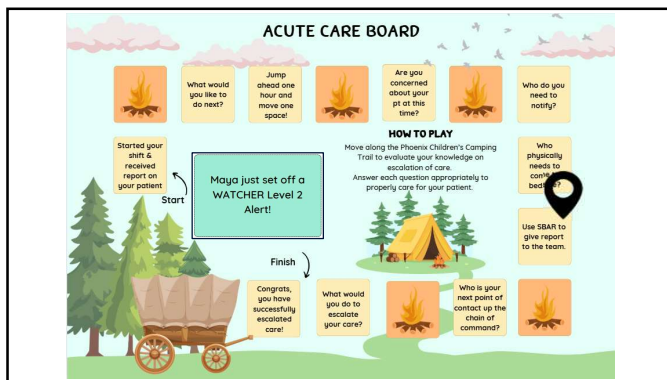 ACUTE CARE BOARD
What would
you like to
do next?
Jump
ahead one
hour and
move one
space!
Are you
concerned
about your
pt at this
time?
Who do you
need to
notify?
Started your
shift &
received
report on
your patient
Start
Maya just set off a
WATCHER Level 2
Alert!
HOW TO PLAY
Move along the Phoenix Children's Camping
Trail to evaluate your knowledge on
escalation of care.
Answer each question appropriately to
properly care for your patient.
Who
physically
needs to
Use SBAR to
give report
to the team.
Finish
Congrats,
you have
successfully
escalated
care!
What would
you do to
escalate
your care?
Who is your
next point of
contact up the
chain of
command?